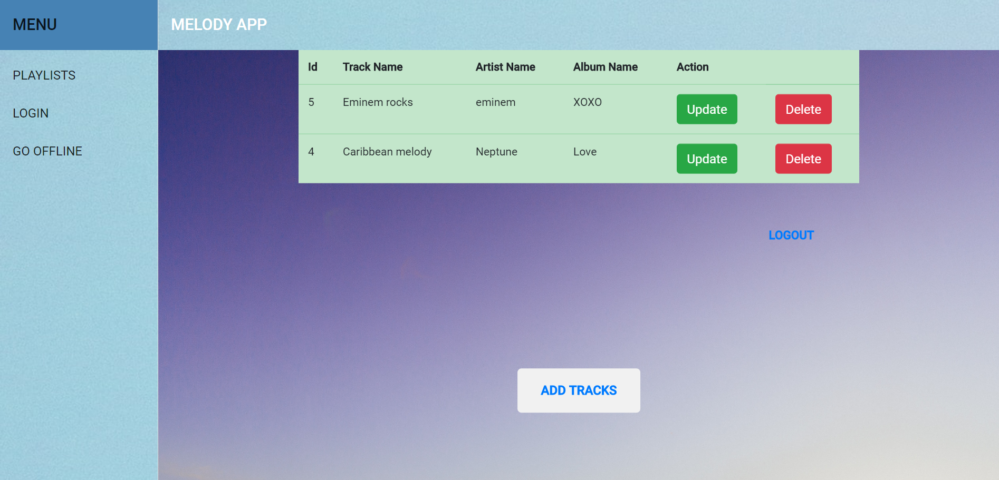 MENU
MELODY APP
PLAYLISTS
LOGIN
GO OFFLINE
Id Track Name Artist Name Album Name Action
5 Eminem rocks eminem XOXO Update Delete
4 Caribbean melody Neptune Love Update Delete
LOGOUT
ADD TRACKS